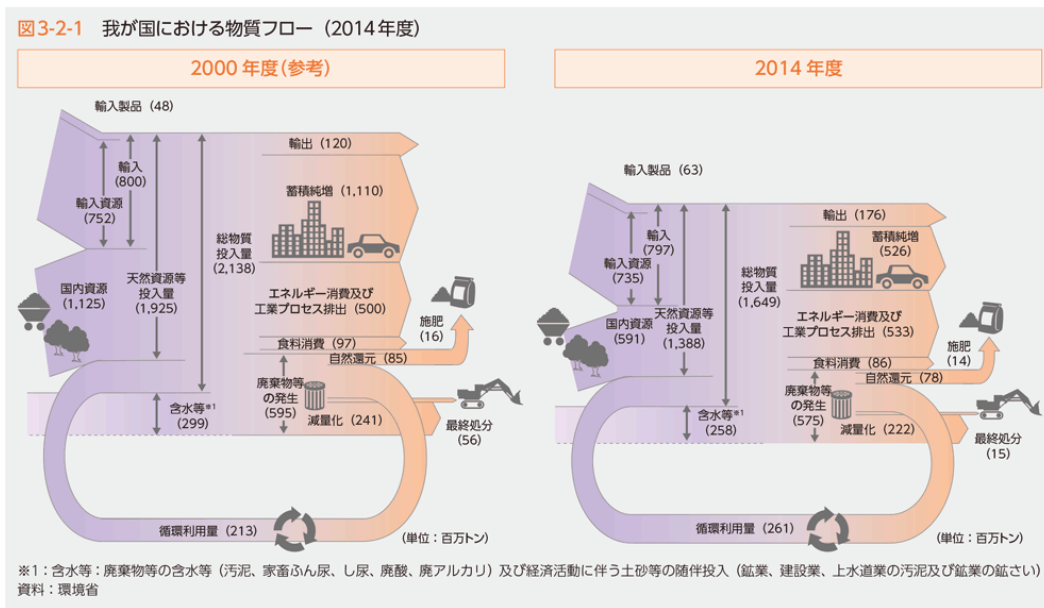 図3-2-1 我が国における物質フロー（2014年度）
2000年度（参考）
輸入製品（48）
輸出（120）
輸入
（800）
輸入資源
（752）
蓄積純増（1,110）
総物質
投入量
（2,138）
国内資源
（1,125）
天然資源等
投入量
（1,925）
エネルギー消費及び
工業プロセス排出（500）
施肥
（16）
食料消費（97）
自然還元（85）
廃棄物等
の発生
（595）
含水等※1
（299）
減量化（241）
最終処分
（56）
循環利用量（213）
（単位：百万トン）
2014年度
輸入製品（63）
輸出（176）
輸入
（797）
輸入資源
（735）
蓄積純増
（526）
総物質
投入量
（1,649）
国内資源
（591）
天然資源等
投入量
（1,388）
エネルギー消費及び
工業プロセス排出（533）
施肥
（14）
食料消費（86）
自然還元（78）
廃棄物等
の発生
（575）
含水等※1
（258）
減量化（222）
最終処分
（15）
循環利用量（261）
（単位：百万トン）
※1：含水等：廃棄物等の含水等（汚泥、家畜ふん尿、し尿、廃酸、廃アルカリ）及び経済活動に伴う土砂等の随伴投入（鉱業、建設業、上水道業の汚泥及び鉱業の鉱さい）
資料：環境省